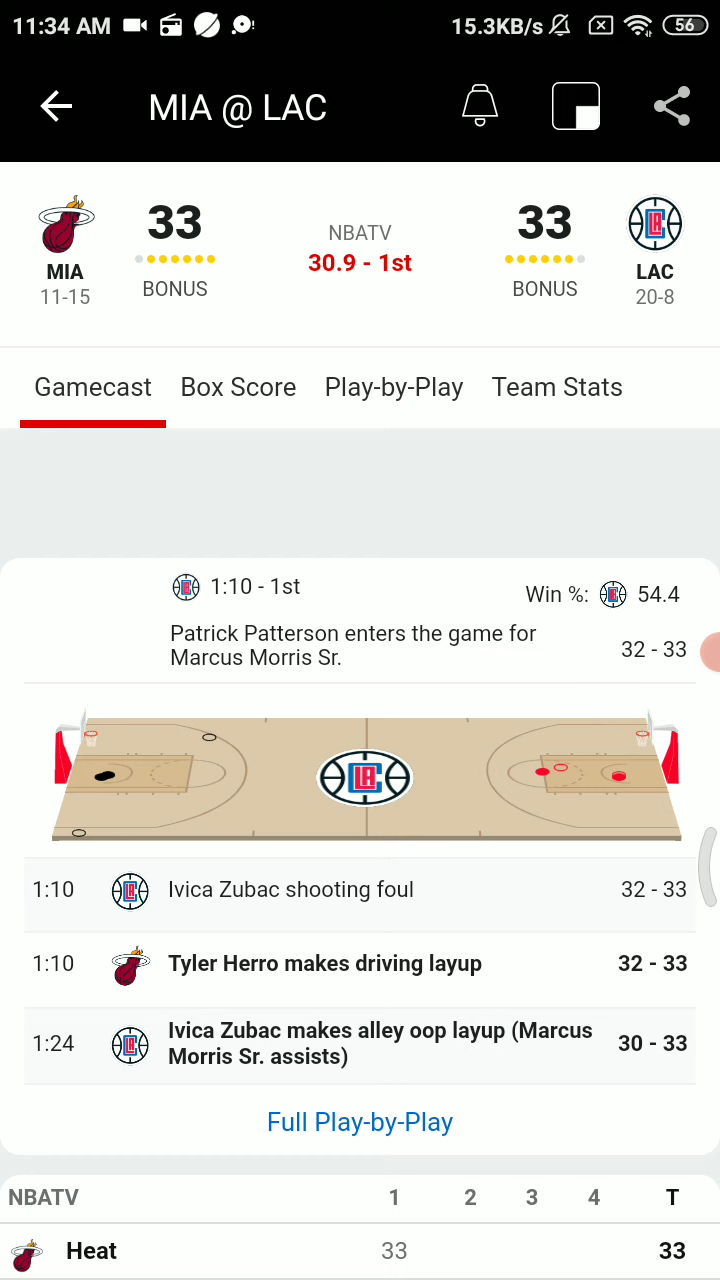 11:34 AM 15.3KB/s 56
MIA @ LAC
33 NBATV 33
30.9 - 1st
MIA LAC
11-15 BONUS BONUS 20-8
Gamecast Box Score Play-by-Play Team Stats
1:10 - 1st Win %: 54.4
Patrick Patterson enters the game for
Marcus Morris Sr.
32 - 33
1:10 Ivica Zubac shooting foul 32 - 33
1:10 Tyler Herro makes driving layup 32 - 33
1:24 Ivica Zubac makes alley oop layup (Marcus
Morris Sr. assists) 30 - 33
Full Play-by-Play
NBATV 1 2 3 4 T
Heat 33 33